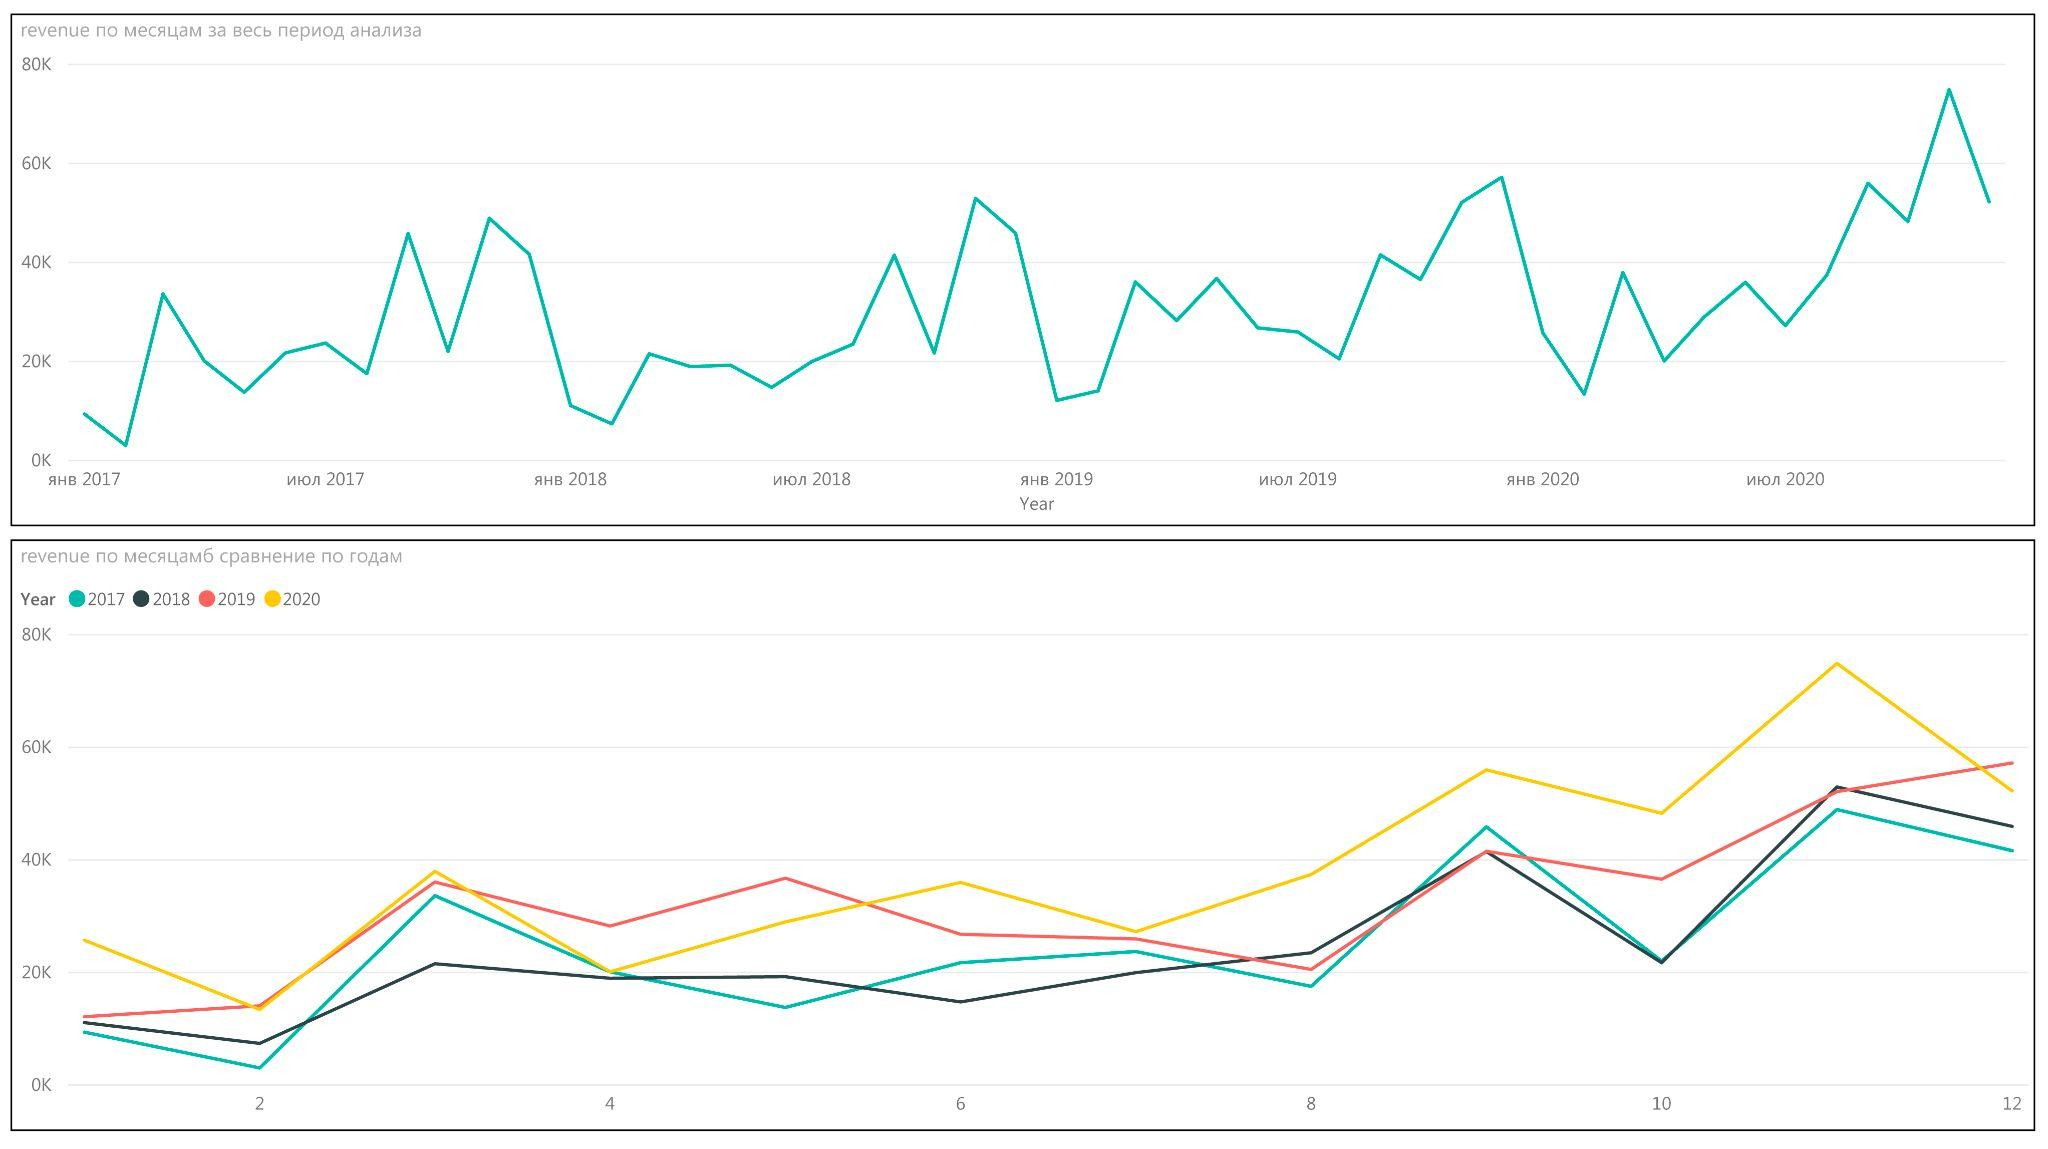 revenue по месяцам за весь период анализа
80K
60K
40K
20K
0K
янв 2017 июл 2017 янв 2018 июл 2018 янв 2019 июл 2019 янв 2020 июл 2020
Year
revenue по месяцамб сравнение по годам
Year 2017 2018 2019 2020
80K
60K
40K
20K
0K
2 4 6 8 10 12